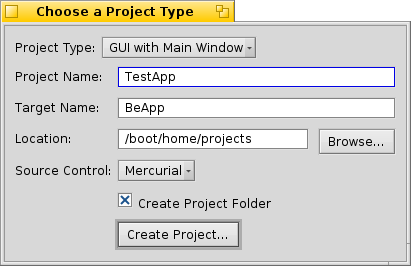 Choose a Project Type
Project Type: GUI with Main Window
Project Name: TestApp
Target Name: BeApp
Location: /boot/home/projects Browse...
Source Control: Mercurial
Create Project Folder
Create Project...